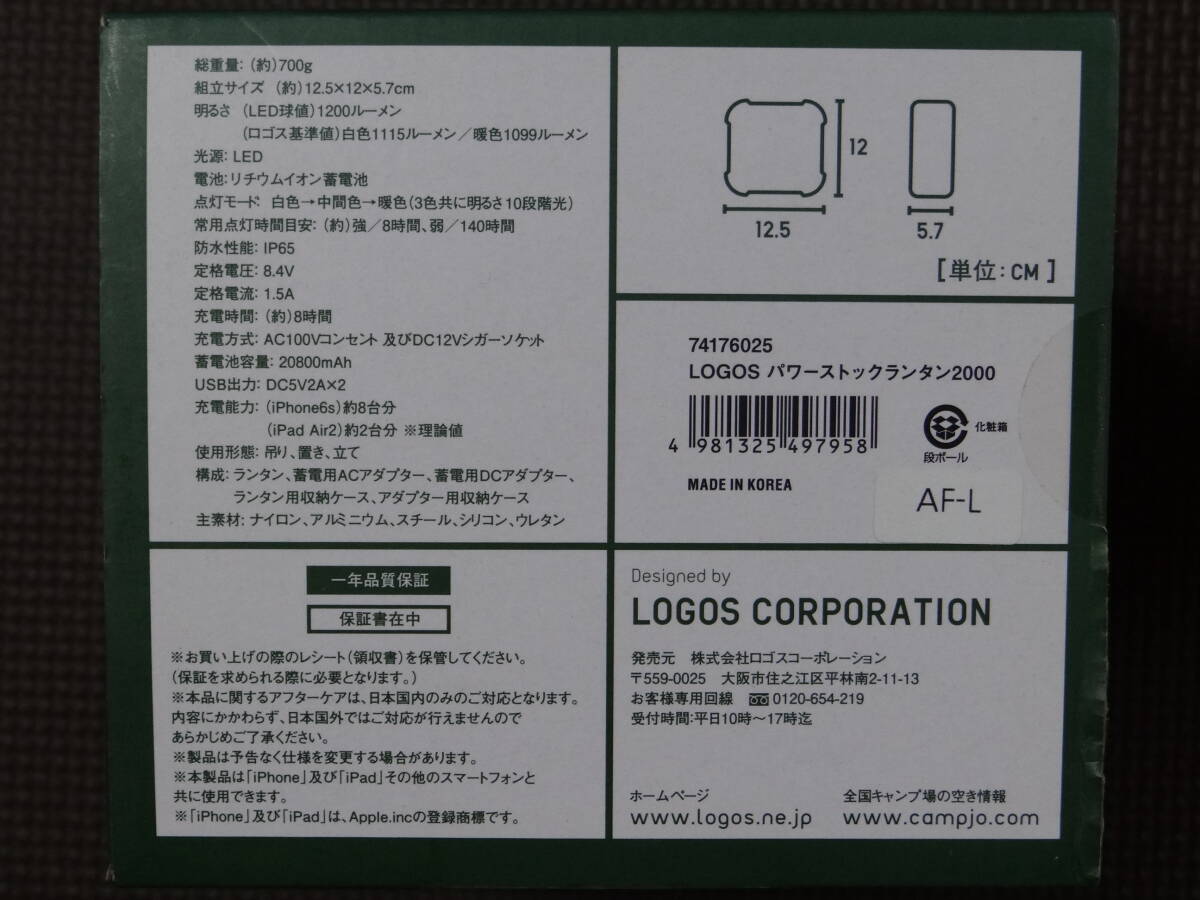 総重量：(約)700g
組立サイズ (約)12.5×12×5.7cm
明るさ (LED球値)1200ルーメン
(ロゴス基準値)白色1115ルーメン／暖色1099ルーメン
光源：LED
電池：リチウムイオン蓄電池
点灯モード 白色→中間色→暖色(3色共に明るさ10段階光)
常用点灯時間目安：(約)強／8時間、弱／140時間
防水性能：IP65
定格電圧：8.4V
定格電流：1.5A
充電時間：(約)8時間
充電方式：AC100Vコンセント 及びDC12Vシガーソケット
蓄電池容量：20800mAh
USB出力：DC5V2A×2
充電能力：(iPhone6s)約8台分
(iPad Air2)約2台分 ※理論値
使用形態：吊り、置き、立て
構成：ランタン、蓄電用ACアダプター、蓄電用DCアダプター、
ランタン用収納ケース、アダプター用収納ケース
主素材：ナイロン、アルミニウム、スチール、シリコン、ウレタン
12
12.5
5.7
[単位：CM]
74176025
LOGOS パワーストックランタン2000
4 981325 497958
化粧箱
段ボール
MADE IN KOREA
AF-L
一年品質保証
保証書在中
※お買い上げの際のレシート(領収書)を保管してください。
(保証を求められる際に必要となります。)
※本品に関するアフターケアは、日本国内のみのご対応となります。
内容にかかわらず、日本国外ではご対応が行えませんので
あらかじめご了承ください。
※製品は予告なく仕様を変更する場合があります。
※本製品は「iPhone」及び「iPad」その他のスマートフォンと
共に使用できます。
※「iPhone」及び「iPad」は、Apple.incの登録商標です。
Designed by
LOGOS CORPORATION
発売元 株式会社ロゴスコーポレーション
〒559-0025 大阪市住之江区平林南2-11-13
お客様専用回線 0120-654-219
受付時間：平日10時〜17時迄
ホームページ 全国キャンプ場の空き情報
www.logos.ne.jp www.campjo.com